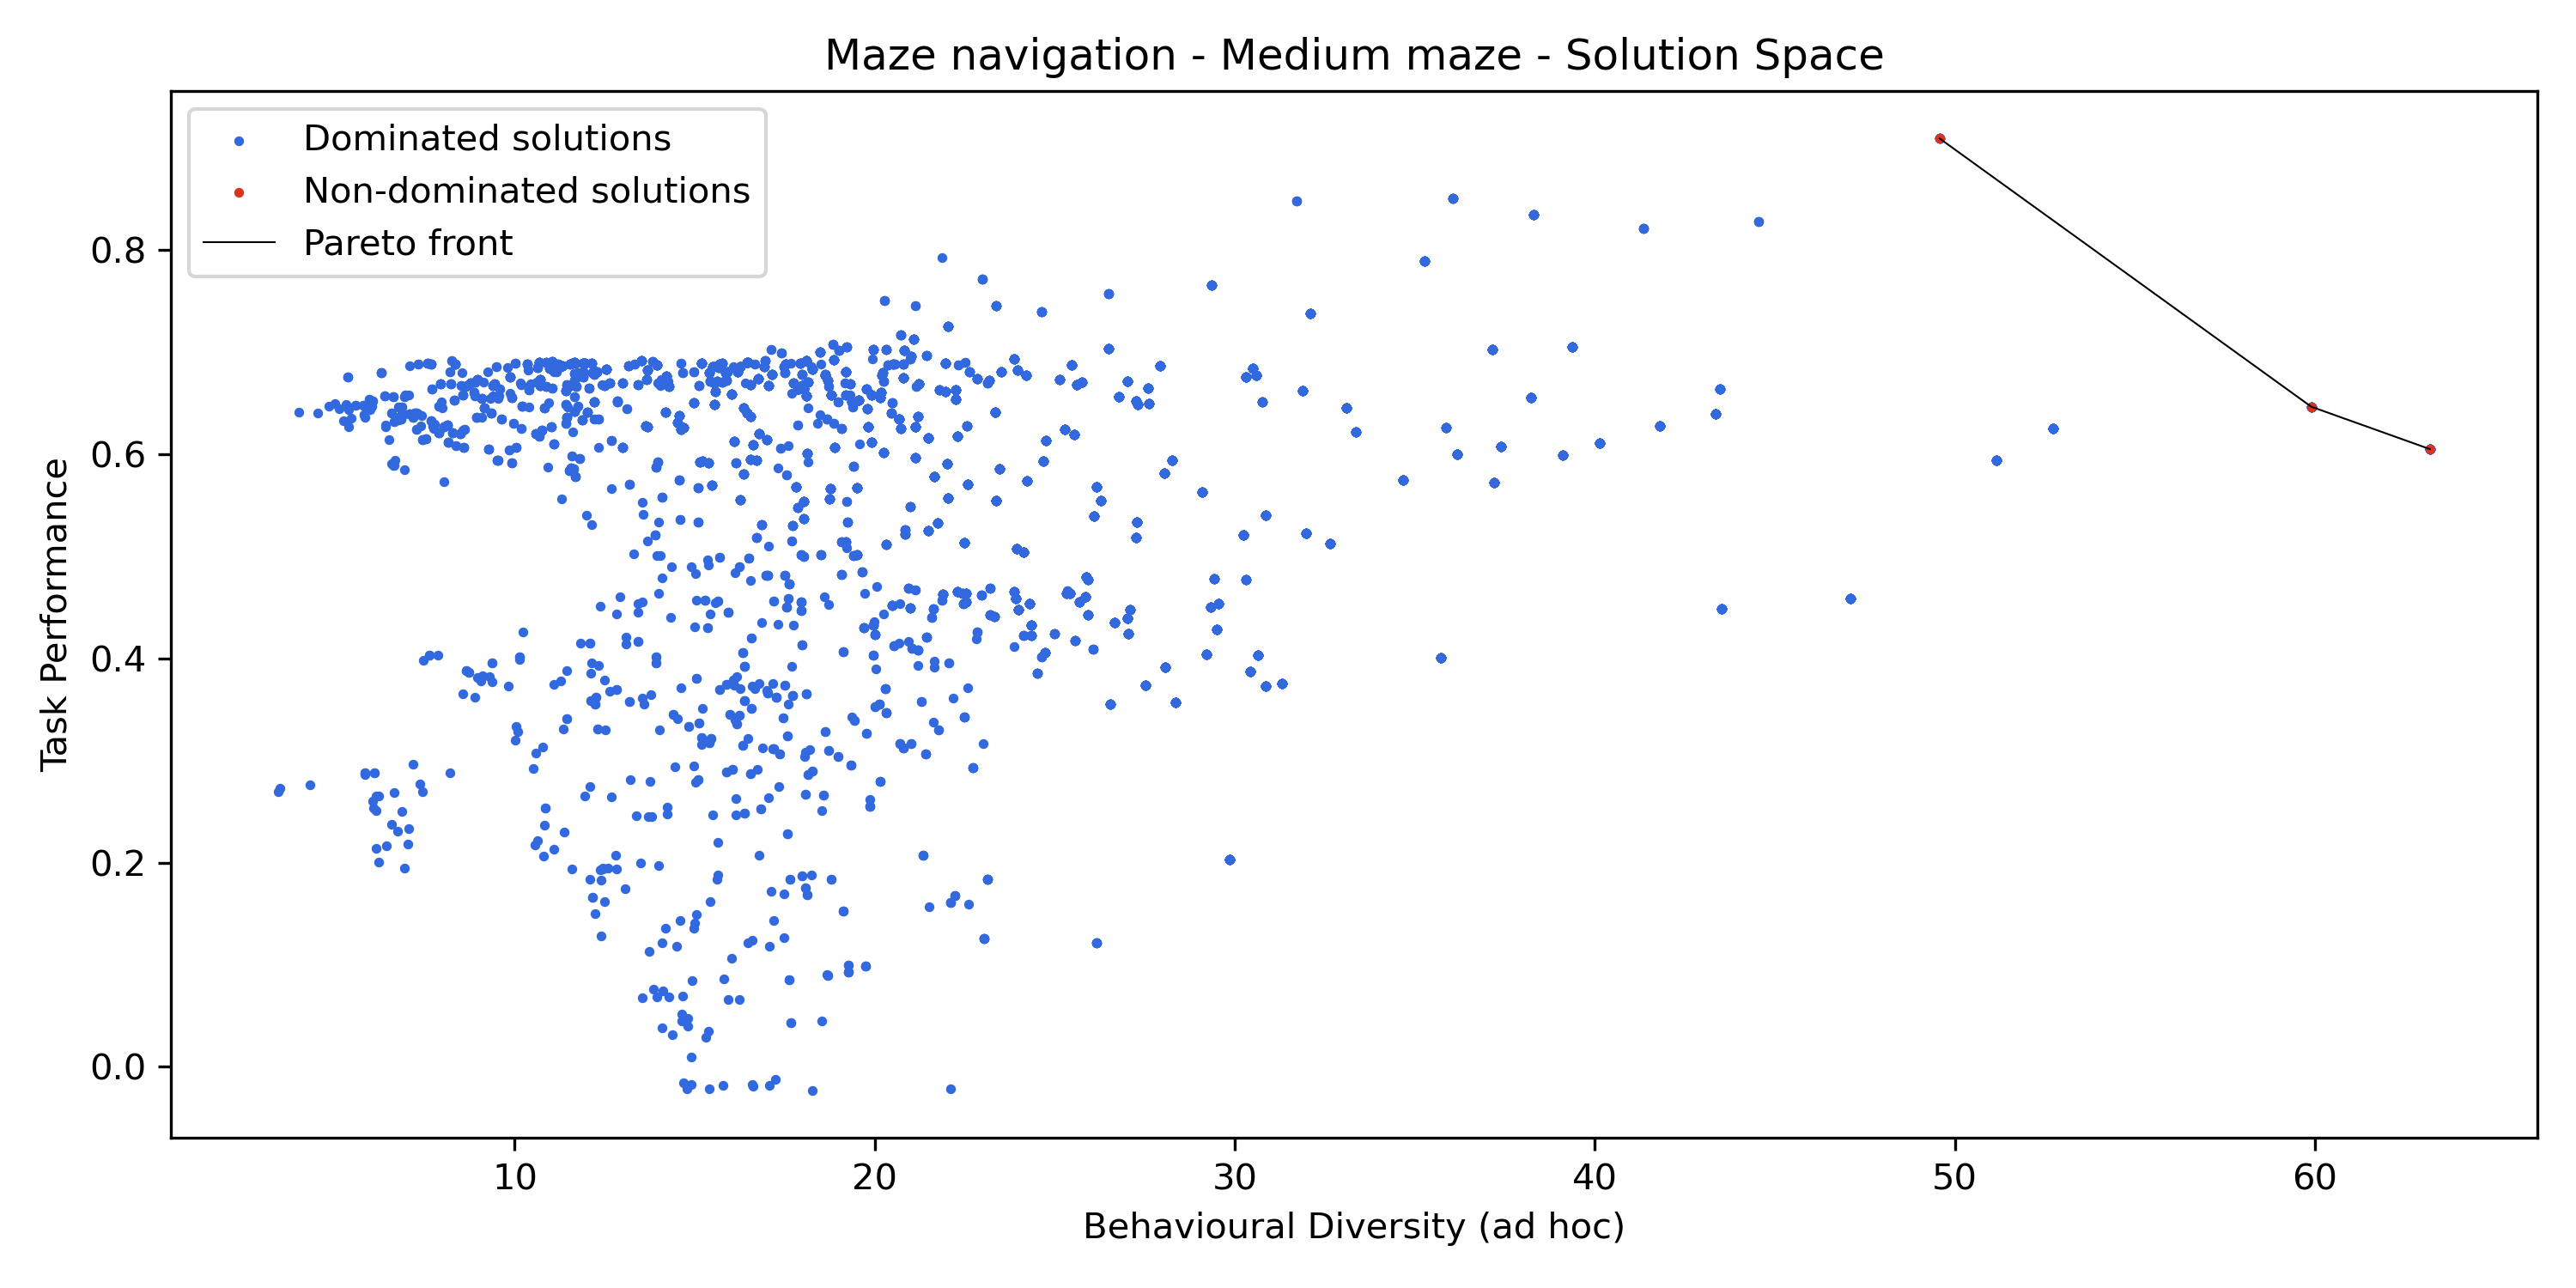 Maze navigation - Medium maze - Solution Space
Dominated solutions
Non-dominated solutions
Pareto front
0.8
0.6
0.4
0.2
0.0
Task Performance
10 20 30 40 50 60
Behavioural Diversity (ad hoc)